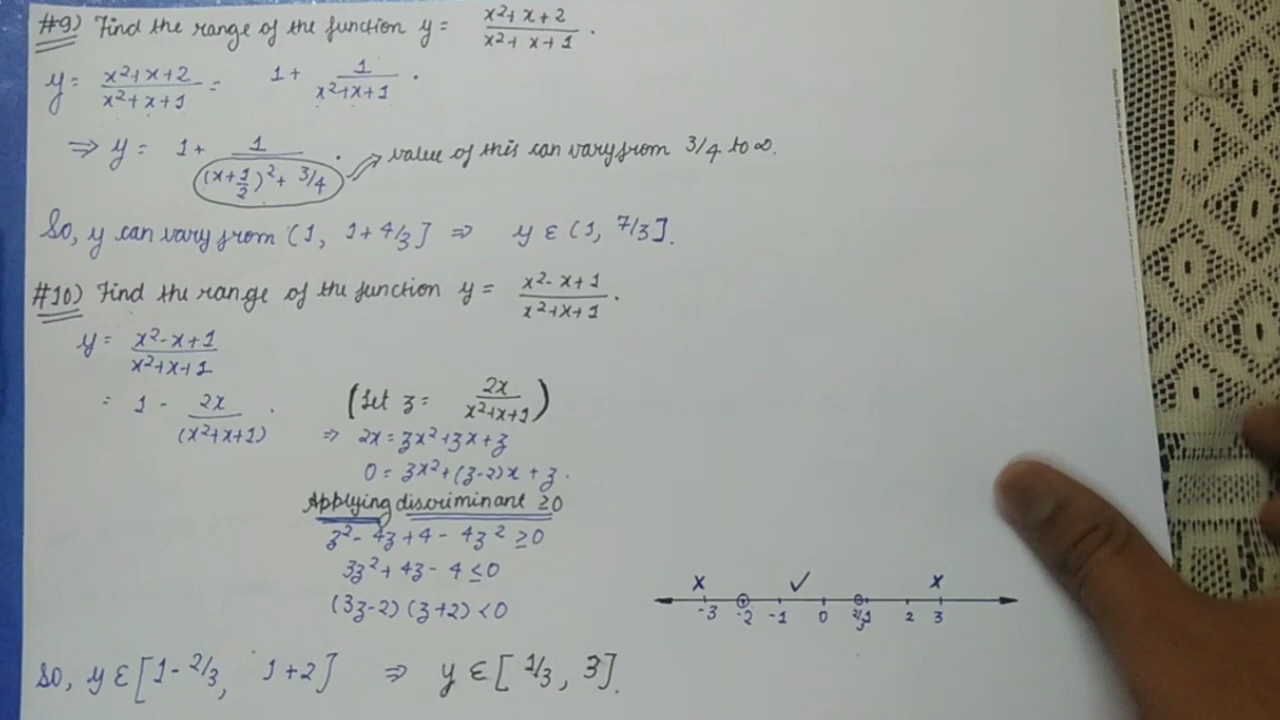 #9) Find the range of the function y = x²+x+2 / x²+x+1 .
y = x²+x+2 / x²+x+1 = 1 + 1 / x²+x+1 .
⇒ y = 1 + 1 / (x+1/2)² + 3/4 . value of this can vary from 3/4 to ∞.
So, y can vary from (1, 1+4/3] ⇒ y ε (1, 7/3].
#10) Find the range of the function y = x²-x+1 / x²+x+1 .
y = x²-x+1 / x²+x+1
= 1 - 2x / (x²+x+1) . (Let z = 2x / x²+x+1)
⇒ 2x = zx²+zx+z
0 = zx²+(z-2)x+z.
Applying discriminant ≥0
z²-4z+4-4z² ≥0
3z²+4z-4 ≤0
(3z-2)(z+2) <0
x ✓ x
-3 -2 -1 0 2/3 1 2 3
So, y ε [1-2/3, 1+2] ⇒ y ε [1/3, 3].